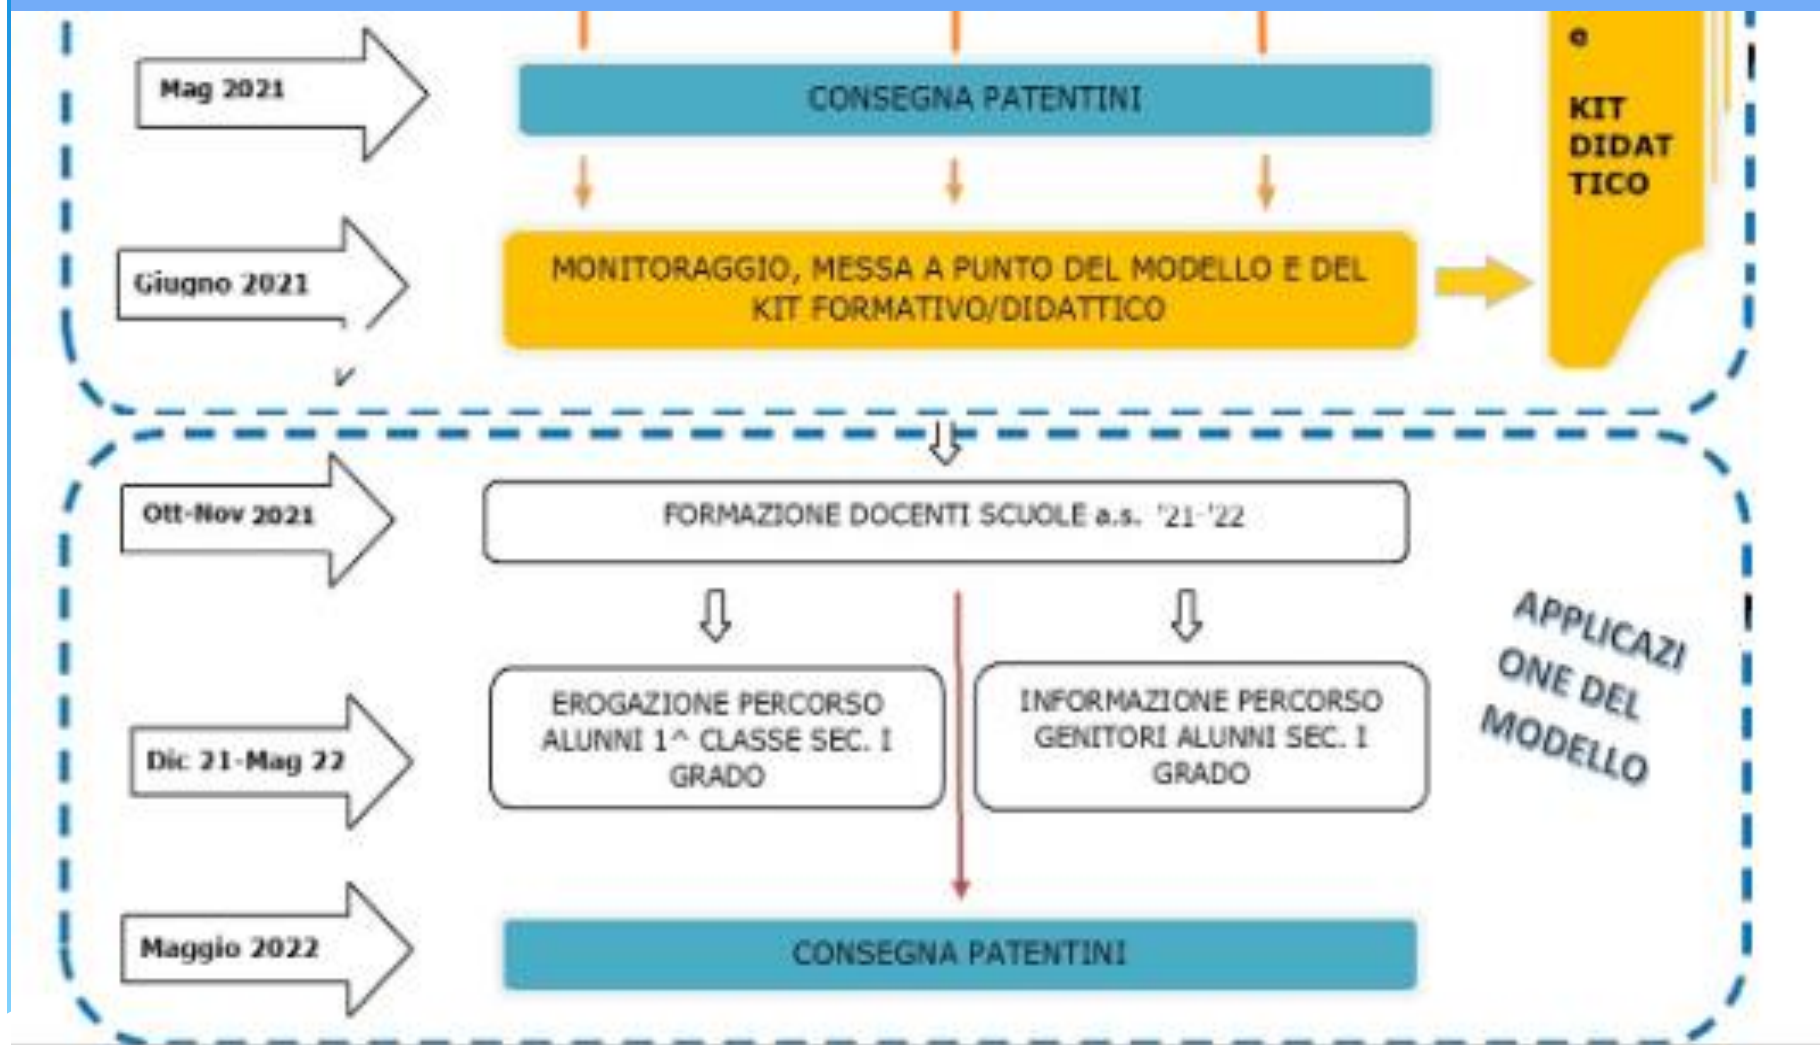 e
KIT
DIDAT
TICO
Mag 2021
CONSEGNA PATENTINI
Giugno 2021
MONITORAGGIO, MESSA A PUNTO DEL MODELLO E DEL
KIT FORMATIVO/DIDATTICO
Ott-Nov 2021
FORMAZIONE DOCENTI SCUOLE a.s. '21-'22
APPLICAZI
ONE DEL
MODELLO
Dic 21-Mag 22
EROGAZIONE PERCORSO
ALUNNI 1^ CLASSE SEC. I
GRADO
INFORMAZIONE PERCORSO
GENITORI ALUNNI SEC. I
GRADO
Maggio 2022
CONSEGNA PATENTINI